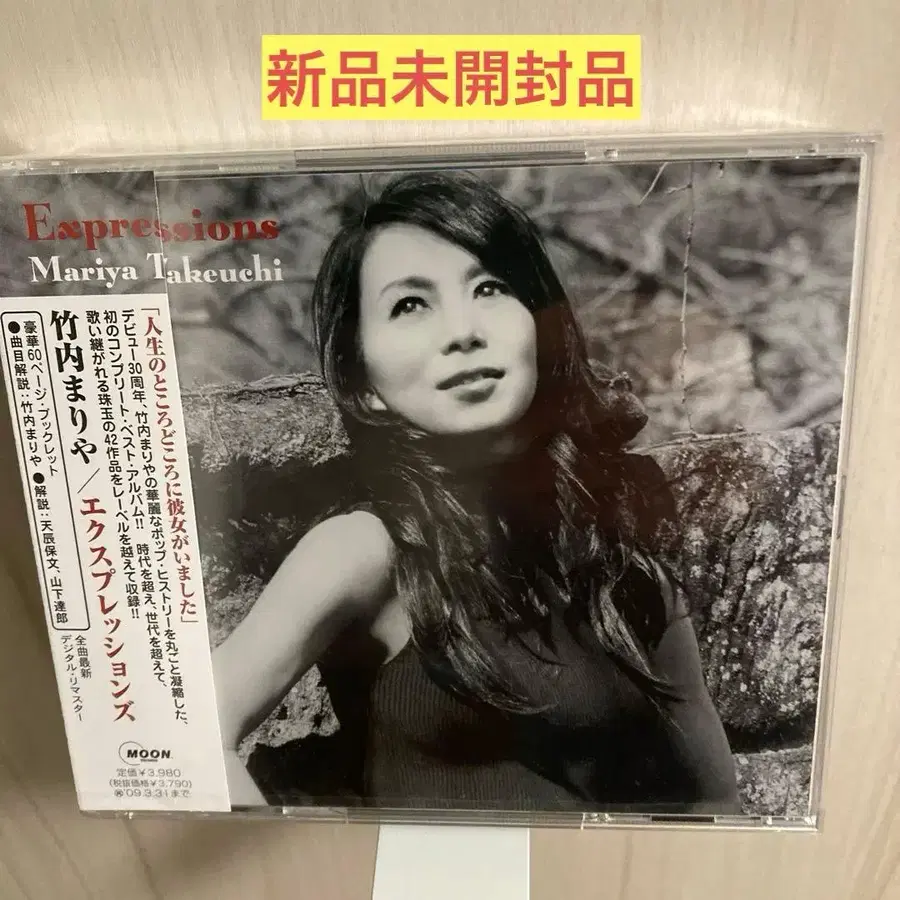 新品未開封品
Expressions
Mariya Takeuchi
「人生のところどころに彼女がいました」
デビュー30周年、竹内まりやの華麗なポップ・ヒストリーを丸ごと凝縮した、
初のコンプリート・ベスト・アルバム!! 時代を超え、世代を超えて、
歌い継がれる珠玉の42作品をレーベルを越えて収録!!
竹内まりや/エクスプレッションズ
●豪華60ページ・ブックレット
●曲目解説:竹内まりや ●解説:天辰保文、山下達郎
全曲最新
デジタル・リマスター
MOON
定価¥3,980
(税抜価格¥3,790)
09.3.31まで